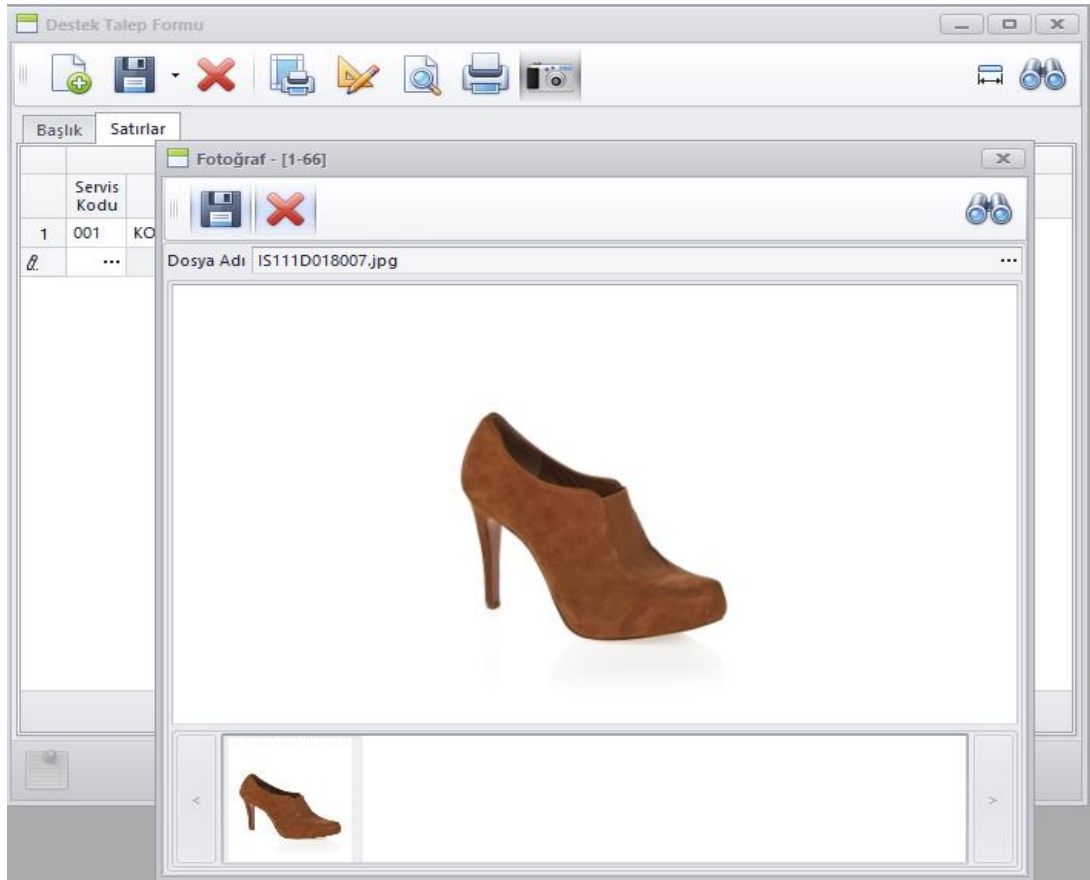 Destek Talep Formu
Başlık
Satırlar
Fotoğraf - [1-66]
Servis
Kodu
1
001
KO
...
Dosya Adı
IS111D018007.jpg
...
<
>